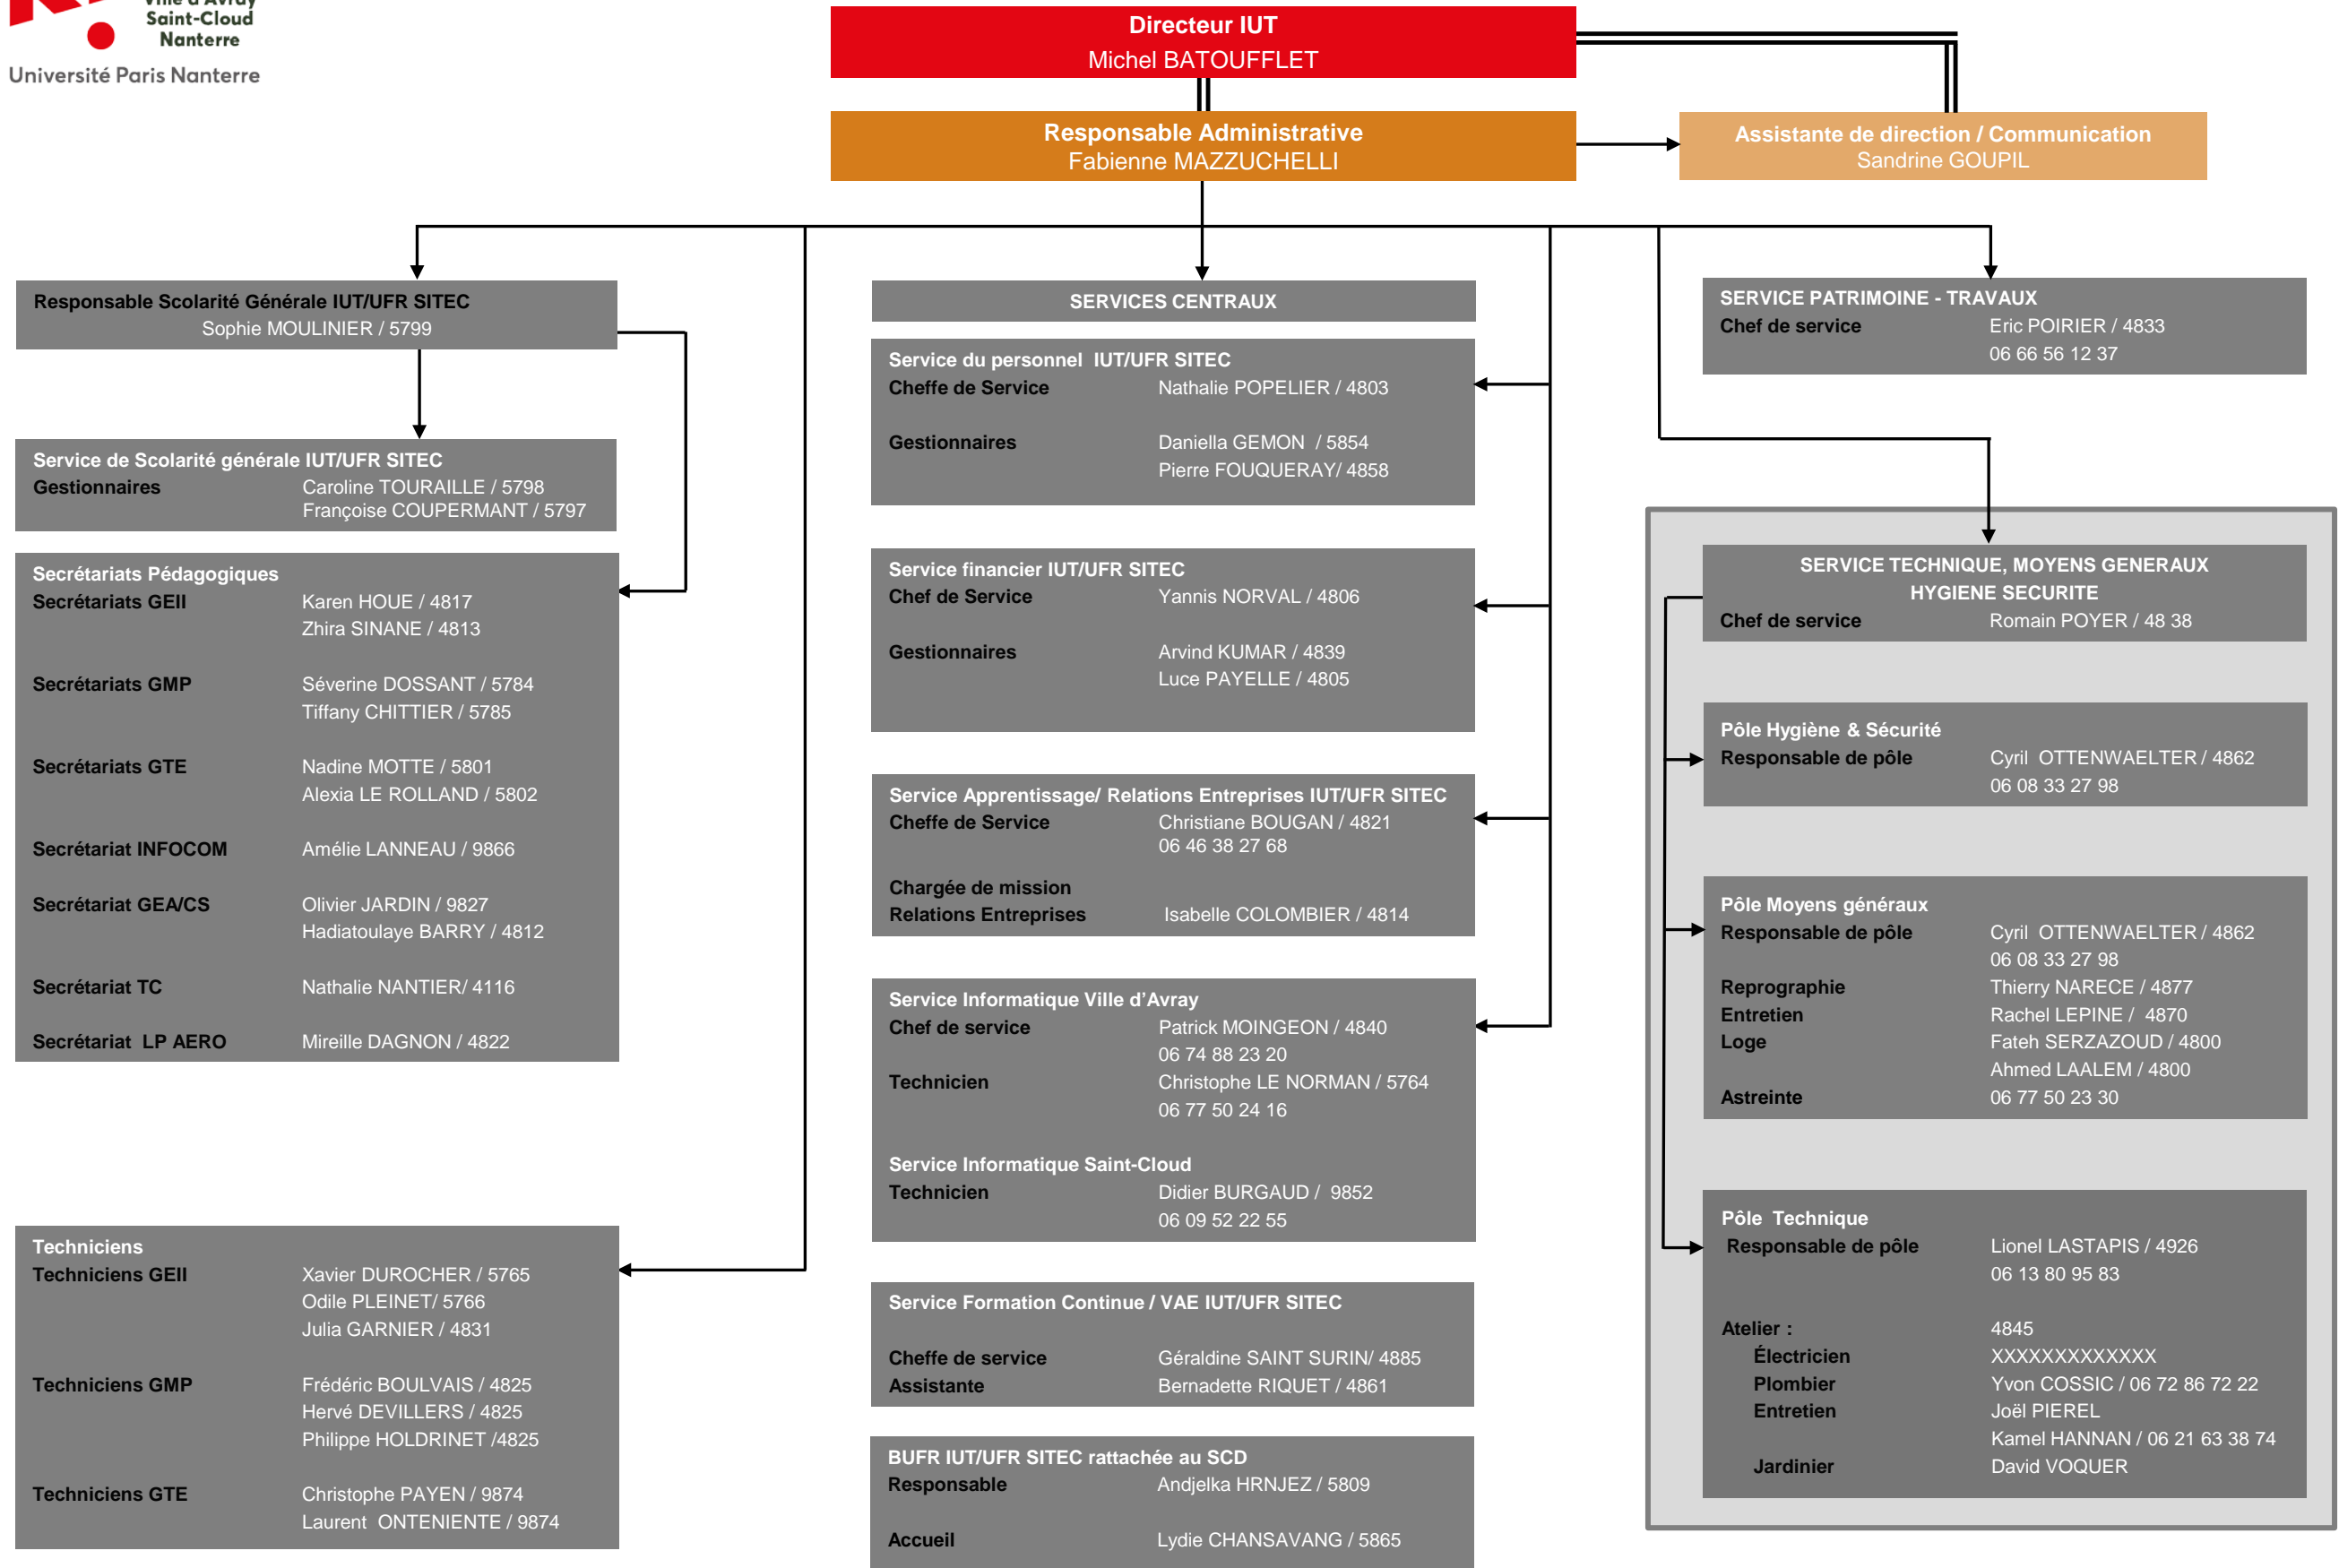 Ville d'Avray
Saint-Cloud
Nanterre
Université Paris Nanterre
Directeur IUT
Michel BATOUFFLET
Responsable Administrative
Fabienne MAZZUCHELLI
Assistante de direction / Communication
Sandrine GOUPIL
Responsable Scolarité Générale IUT/UFR SITEC
Sophie MOULINIER / 5799
Service de Scolarité générale IUT/UFR SITEC
Gestionnaires Caroline TOURAILLE / 5798
Françoise COUPERMANT / 5797
Secrétariats Pédagogiques
Secrétariats GEII Karen HOUE / 4817
Zhira SINANE / 4813
Secrétariats GMP Séverine DOSSANT / 5784
Tiffany CHITTIER / 5785
Secrétariats GTE Nadine MOTTE / 5801
Alexia LE ROLLAND / 5802
Secrétariat INFOCOM Amélie LANNEAU / 9866
Secrétariat GEA/CS Olivier JARDIN / 9827
Hadiatoulaye BARRY / 4812
Secrétariat TC Nathalie NANTIER/ 4116
Secrétariat LP AERO Mireille DAGNON / 4822
Techniciens
Techniciens GEII Xavier DUROCHER / 5765
Odile PLEINET/ 5766
Julia GARNIER / 4831
Techniciens GMP Frédéric BOULVAIS / 4825
Hervé DEVILLERS / 4825
Philippe HOLDRINET /4825
Techniciens GTE Christophe PAYEN / 9874
Laurent ONTENIENTE / 9874
SERVICES CENTRAUX
Service du personnel IUT/UFR SITEC
Cheffe de Service Nathalie POPELIER / 4803
Gestionnaires Daniella GEMON / 5854
Pierre FOUQUERAY/ 4858
Service financier IUT/UFR SITEC
Chef de Service Yannis NORVAL / 4806
Gestionnaires Arvind KUMAR / 4839
Luce PAYELLE / 4805
Service Apprentissage/ Relations Entreprises IUT/UFR SITEC
Cheffe de Service Christiane BOUGAN / 4821
06 46 38 27 68
Chargée de mission
Relations Entreprises Isabelle COLOMBIER / 4814
Service Informatique Ville d'Avray
Chef de service Patrick MOINGEON / 4840
06 74 88 23 20
Technicien Christophe LE NORMAN / 5764
06 77 50 24 16
Service Informatique Saint-Cloud
Technicien Didier BURGAUD / 9852
06 09 52 22 55
Service Formation Continue / VAE IUT/UFR SITEC
Cheffe de service Géraldine SAINT SURIN/ 4885
Assistante Bernadette RIQUET / 4861
BUFR IUT/UFR SITEC rattachée au SCD
Responsable Andjelka HRNJEZ / 5809
Accueil Lydie CHANSAVANG / 5865
SERVICE PATRIMOINE - TRAVAUX
Chef de service Eric POIRIER / 4833
06 66 56 12 37
SERVICE TECHNIQUE, MOYENS GENERAUX
HYGIENE SECURITE
Chef de service Romain POYER / 48 38
Pôle Hygiène & Sécurité
Responsable de pôle Cyril OTTENWAELTER / 4862
06 08 33 27 98
Pôle Moyens généraux
Responsable de pôle Cyril OTTENWAELTER / 4862
06 08 33 27 98
Reprographie Thierry NARECE / 4877
Entretien Rachel LEPINE / 4870
Loge Fateh SERZAZOUD / 4800
Ahmed LAALEM / 4800
Astreinte 06 77 50 23 30
Pôle Technique
Responsable de pôle Lionel LASTAPIS / 4926
06 13 80 95 83
Atelier : 4845
Électricien XXXXXXXXXXXXX
Plombier Yvon COSSIC / 06 72 86 72 22
Entretien Joël PIEREL
Kamel HANNAN / 06 21 63 38 74
Jardinier David VOQUER